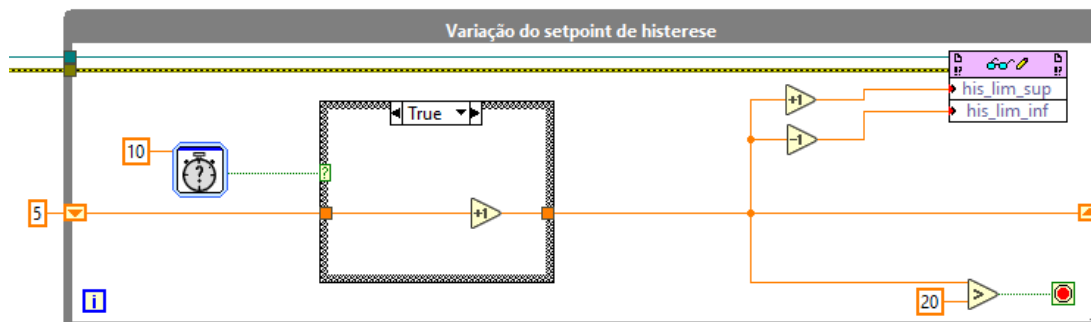 Variação do setpoint de histerese
True
+1
his_lim_sup
-1
his_lim_inf
10
?
?
5
+1
20
>
i